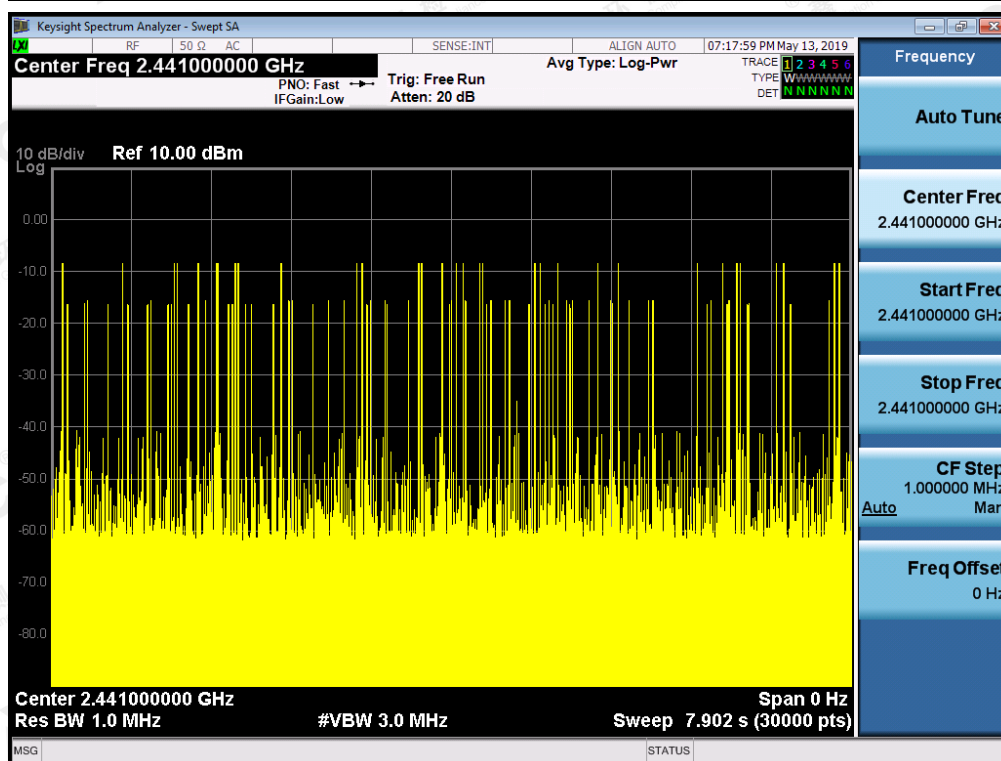 Keysight Spectrum Analyzer - Swept SA
LXI RF 50 Ω AC SENSE:INT ALIGN AUTO 07:17:59 PM May 13, 2019
Center Freq 2.441000000 GHz
PNO: Fast
IFGain:Low
Trig: Free Run
Atten: 20 dB
Avg Type: Log-Pwr
TRACE 1 2 3 4 5 6
TYPE WWWWWW
DET N N N N N N
10 dB/div
Log
Ref 10.00 dBm
0.00
-10.0
-20.0
-30.0
-40.0
-50.0
-60.0
-70.0
-80.0
Center 2.441000000 GHz
Span 0 Hz
Res BW 1.0 MHz
#VBW 3.0 MHz
Sweep 7.902 s (30000 pts)
MSG
STATUS
Frequency
Auto Tune
Center Freq
2.441000000 GHz
Start Freq
2.441000000 GHz
Stop Freq
2.441000000 GHz
CF Step
1.000000 MHz
Auto Man
Freq Offset
0 Hz